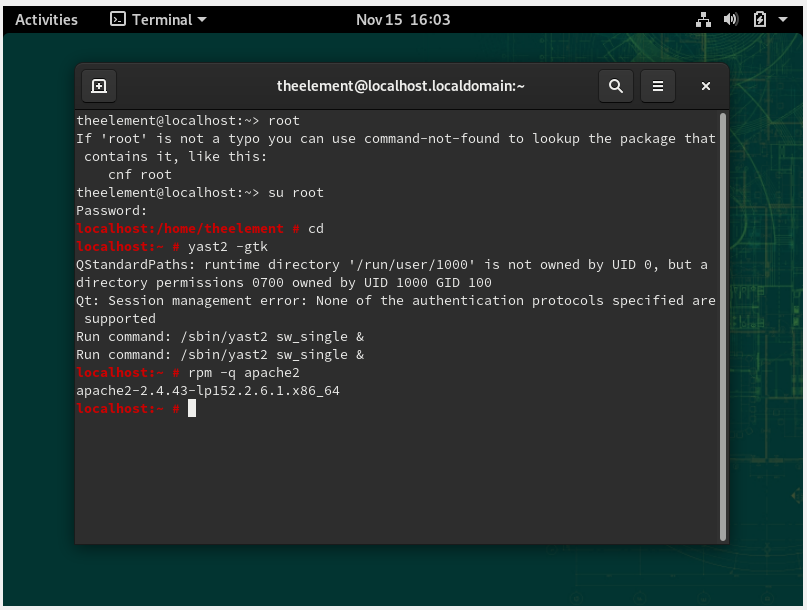 Activities Terminal Nov 15 16:03
theelement@localhost.localdomain:~
theelement@localhost:~> root
If 'root' is not a typo you can use command-not-found to lookup the package that
 contains it, like this:
    cnf root
theelement@localhost:~> su root
Password:
localhost:/home/theelement # cd
localhost:~ # yast2 -gtk
QStandardPaths: runtime directory '/run/user/1000' is not owned by UID 0, but a
directory permissions 0700 owned by UID 1000 GID 100
Qt: Session management error: None of the authentication protocols specified are
 supported
Run command: /sbin/yast2 sw_single &
Run command: /sbin/yast2 sw_single &
localhost:~ # rpm -q apache2
apache2-2.4.43-lp152.2.6.1.x86_64
localhost:~ #